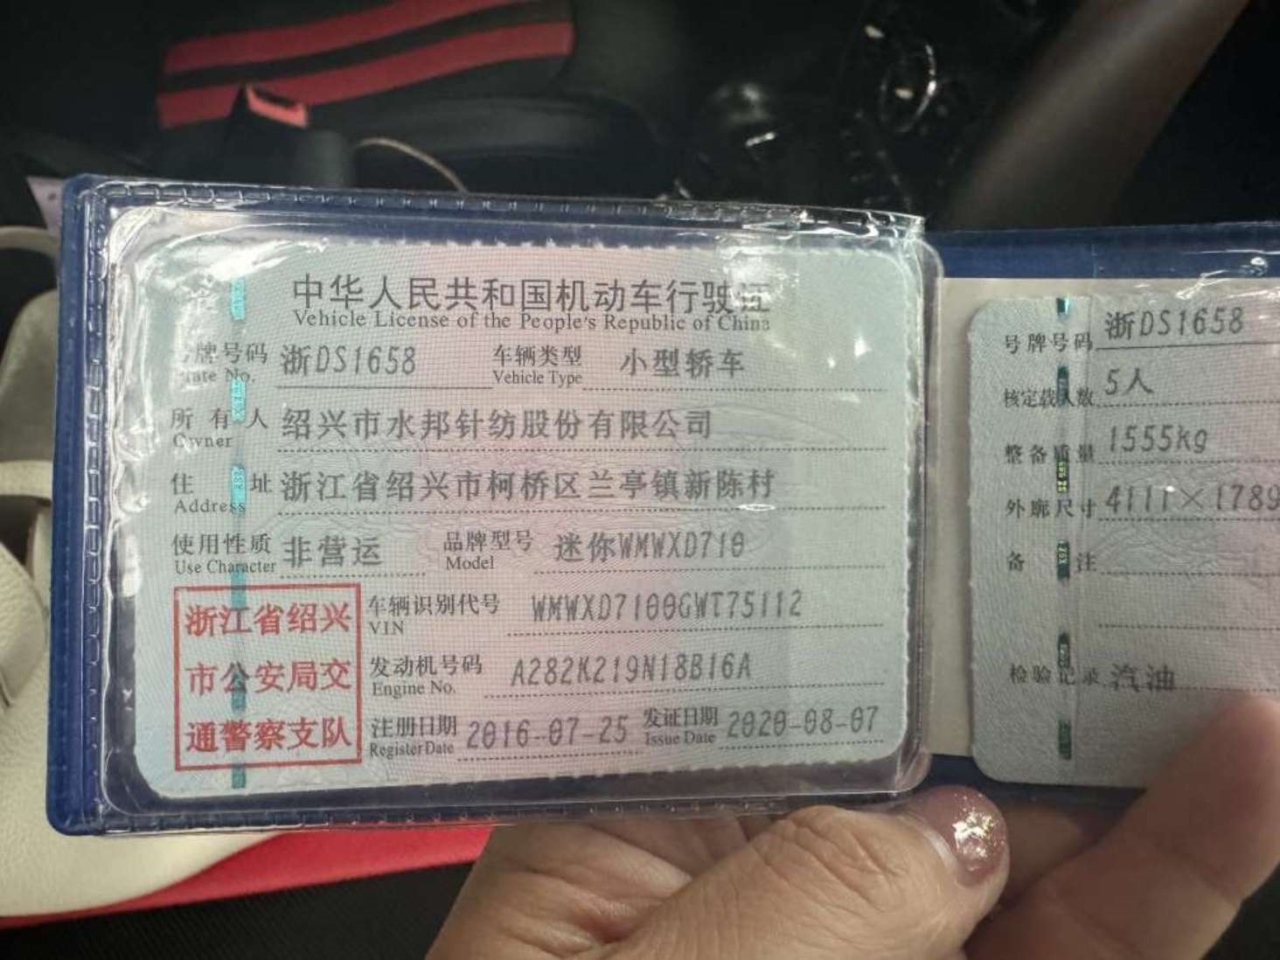 中华人民共和国机动车行驶证
Vehicle License of the People's Republic of China
号牌号码 浙DS1658 车辆类型 小型轿车
Plate No. Vehicle Type
所有人 绍兴市水邦针纺股份有限公司
Owner
住址 浙江省绍兴市柯桥区兰亭镇新陈村
Address
使用性质 非营运 品牌型号 迷你WMWXD710
Use Character Model
浙江省绍兴
市公安局交
通警察支队
车辆识别代号 WMWXD7100GWT75112
VIN
发动机号码 A282K219N18B16A
Engine No.
注册日期 2016-07-25 发证日期 2020-08-07
Register Date Issue Date
号牌号码 浙DS1658
核定载人数 5人
整备质量 1555kg
外廓尺寸 4111×1789
备注
检验记录 汽油